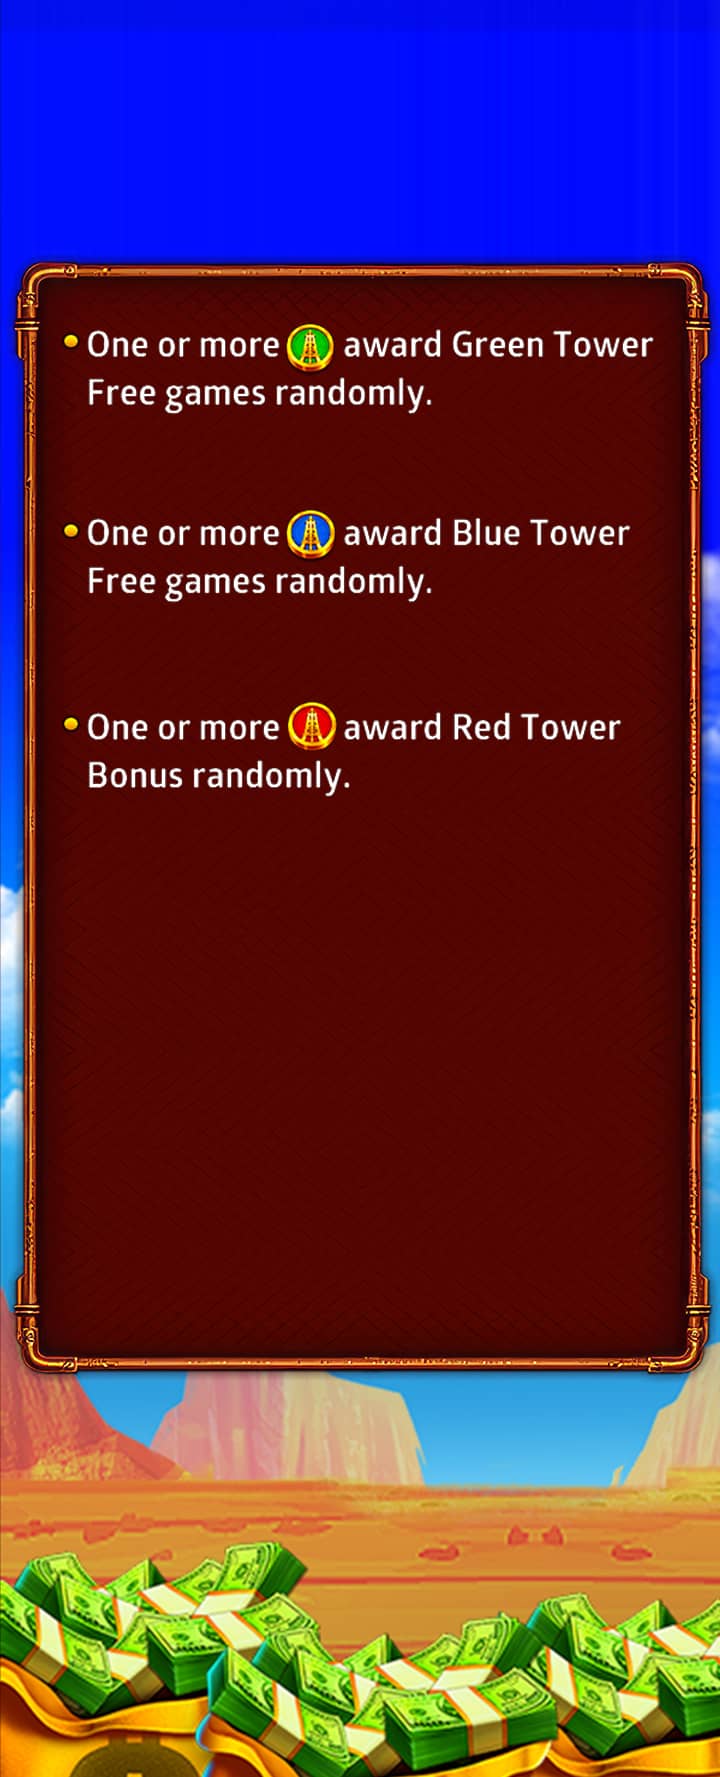 • One or more award Green Tower
Free games randomly.
• One or more award Blue Tower
Free games randomly.
• One or more award Red Tower
Bonus randomly.